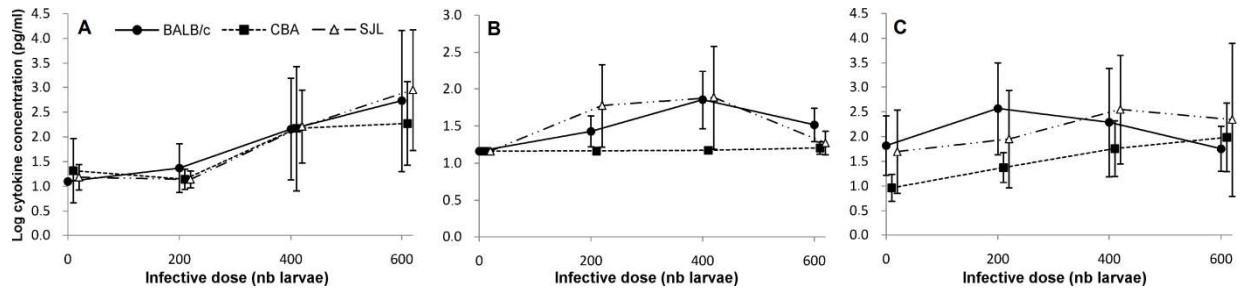 Log cytokine concentration (pg/ml)
A
BALB/c CBA SJL
4.5
4.0
3.5
3.0
2.5
2.0
1.5
1.0
0.5
0.0
0 200 400 600
Infective dose (nb larvae)
B
3.0
2.5
2.0
1.5
1.0
0.5
0.0
0 200 400 600
Infective dose (nb larvae)
C
4.5
4.0
3.5
3.0
2.5
2.0
1.5
1.0
0.5
0.0
0 200 400 600
Infective dose (nb larvae)